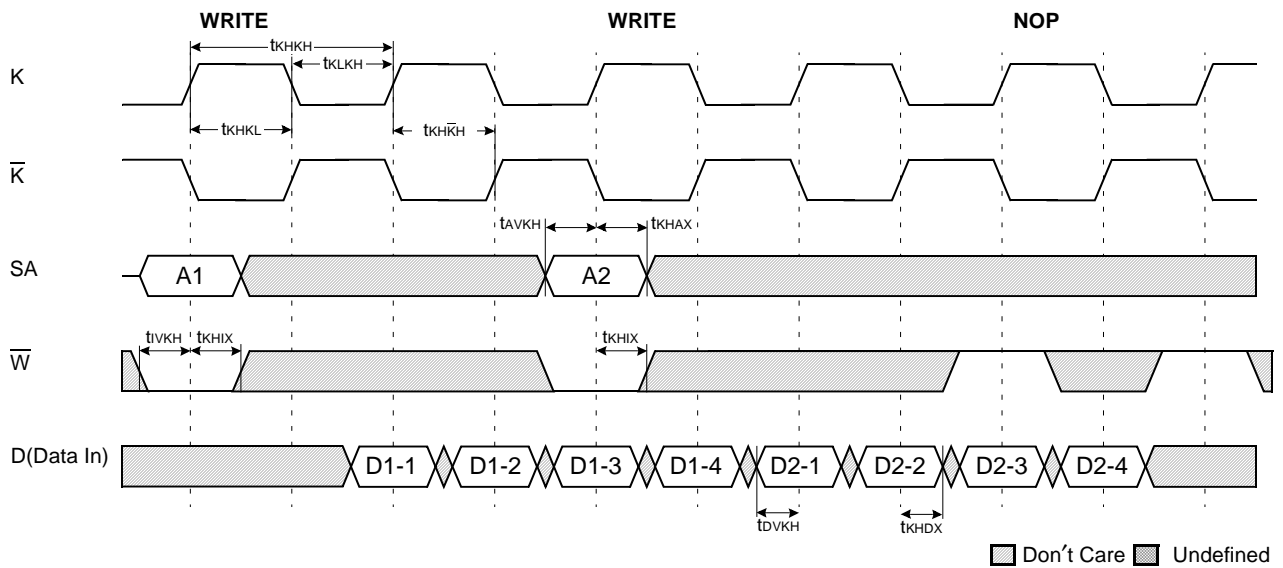 WRITE WRITE NOP
tKHKH
tKLKH
K
tKHKL tKHK̅H
K̅
tAVKH tKHAX
SA A1 A2
tIVKH tKHIX tKHIX
W̅
D(Data In) D1-1 D1-2 D1-3 D1-4 D2-1 D2-2 D2-3 D2-4
tDVKH tKHDX
Don′t Care Undefined